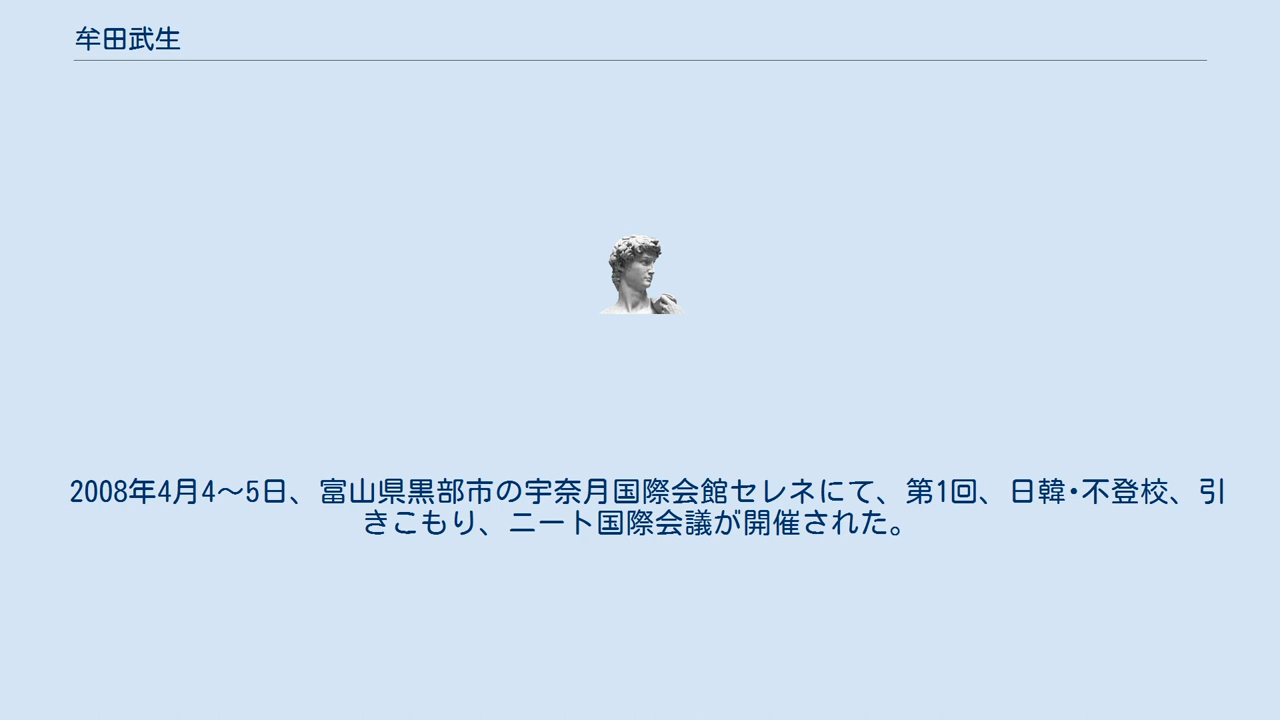 牟田武生
2008年4月4～5日、富山県黒部市の宇奈月国際会館セレネにて、第1回、日韓・不登校、引
きこもり、ニート国際会議が開催された。